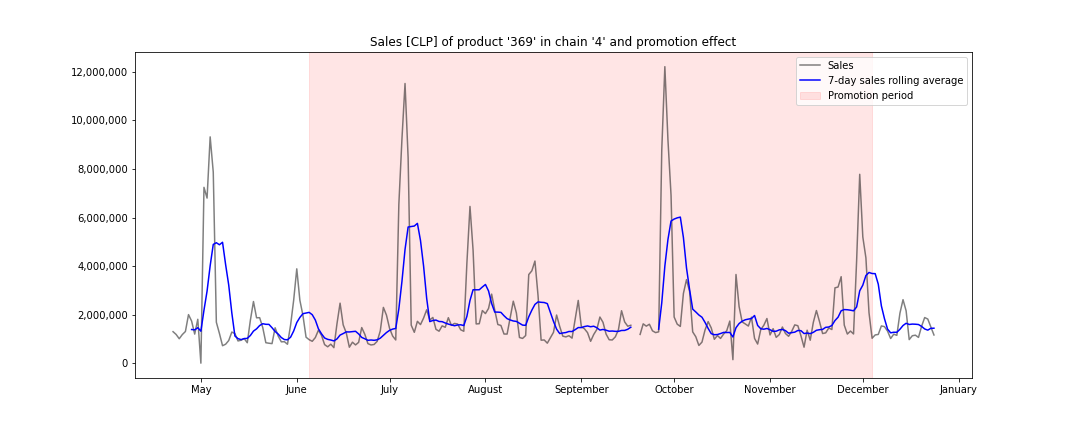 Sales [CLP] of product '369' in chain '4' and promotion effect
Sales
7-day sales rolling average
Promotion period
12,000,000
10,000,000
8,000,000
6,000,000
4,000,000
2,000,000
0
May June July August September October November December January